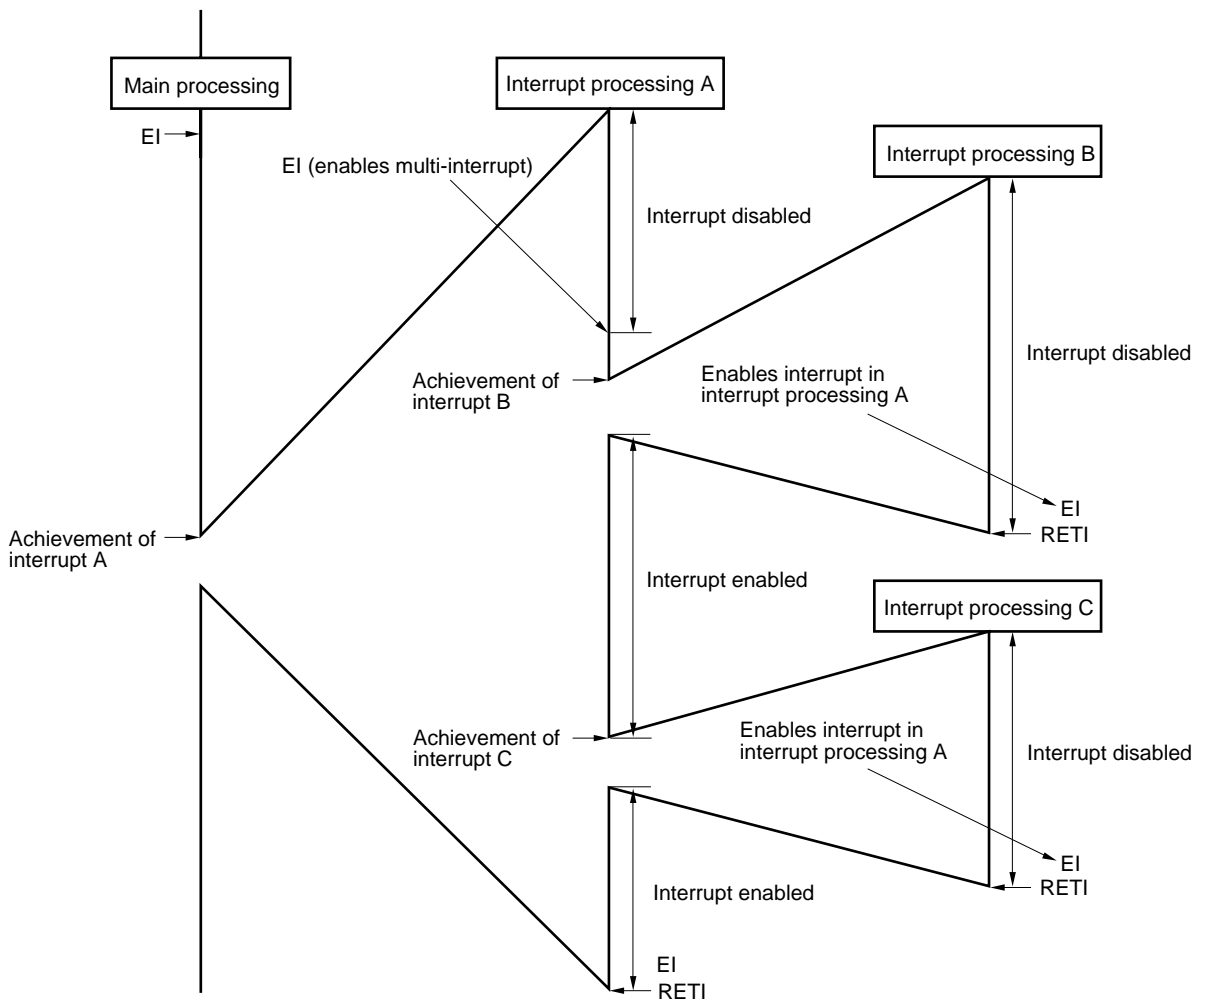 Main processing
EI
Interrupt processing A
EI (enables multi-interrupt)
Interrupt disabled
Interrupt processing B
Interrupt disabled
Achievement of
interrupt B
Enables interrupt in
interrupt processing A
EI
RETI
Achievement of
interrupt A
Interrupt enabled
Interrupt processing C
Achievement of
interrupt C
Enables interrupt in
interrupt processing A
Interrupt disabled
EI
RETI
Interrupt enabled
EI
RETI